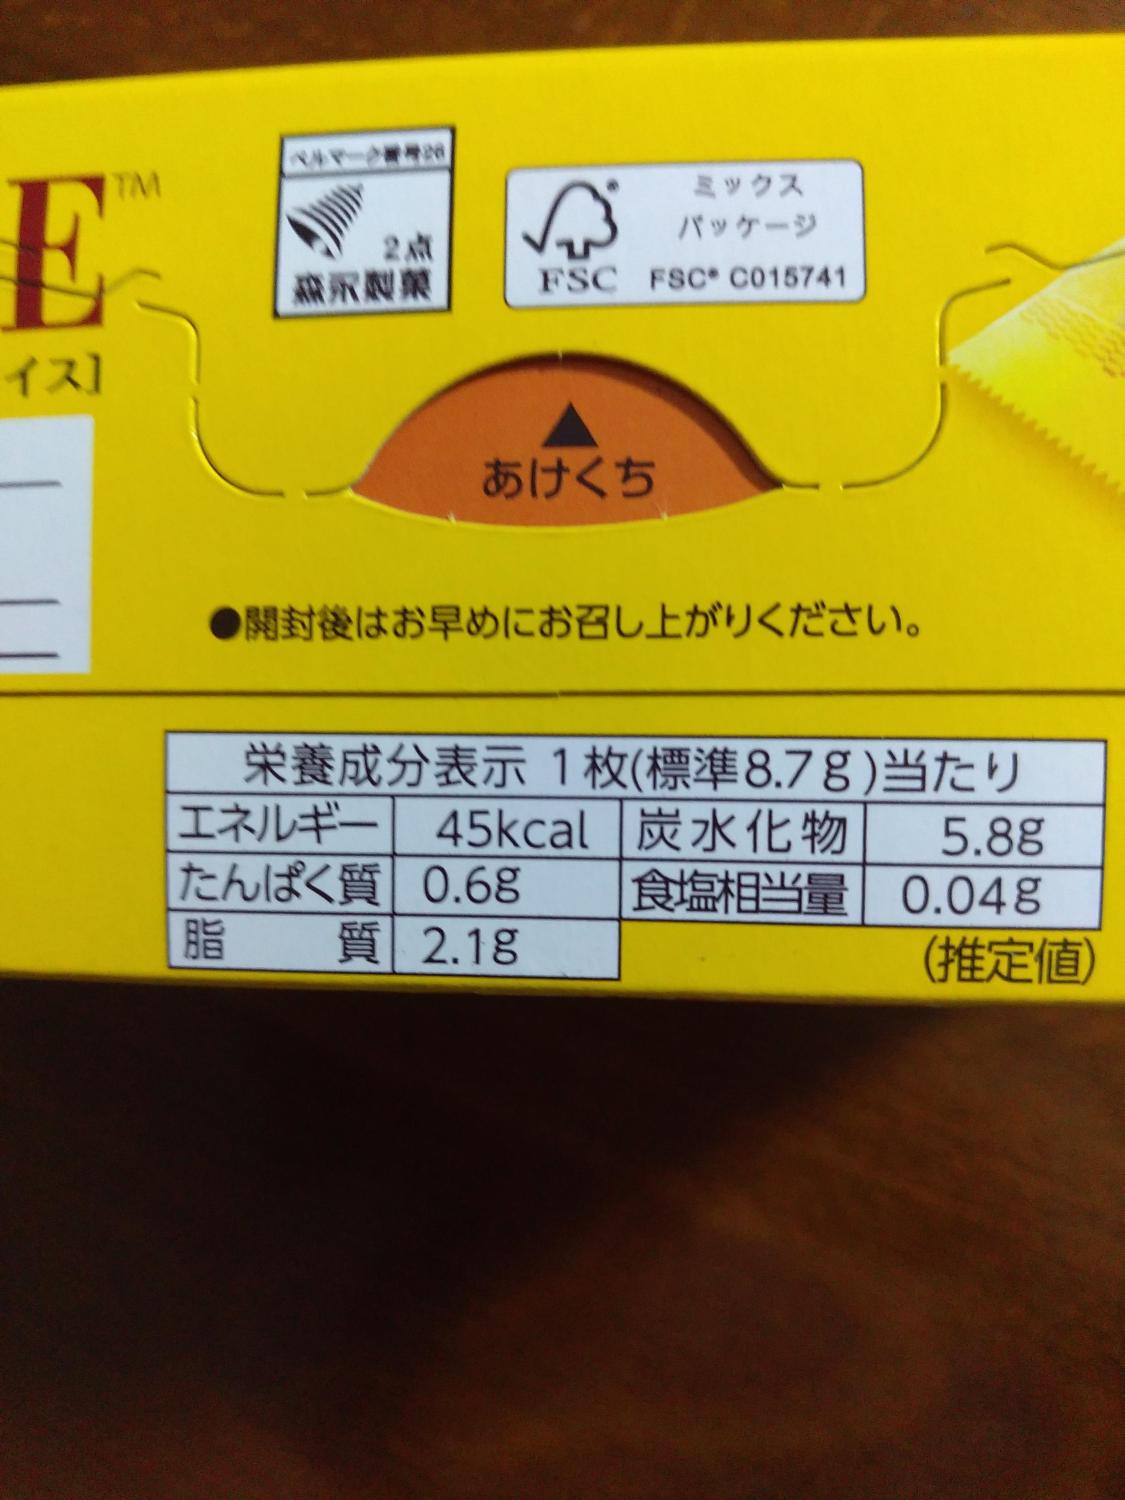 E™
イス]
ベルマーク番号26
2点
森永製菓
ミックス
パッケージ
FSC
FSC® C015741
▲
あけくち
●開封後はお早めにお召し上がりください。
栄養成分表示 1枚(標準8.7g)当たり
エネルギー 45kcal 炭水化物 5.8g
たんぱく質 0.6g 食塩相当量 0.04g
脂質 2.1g
(推定値)